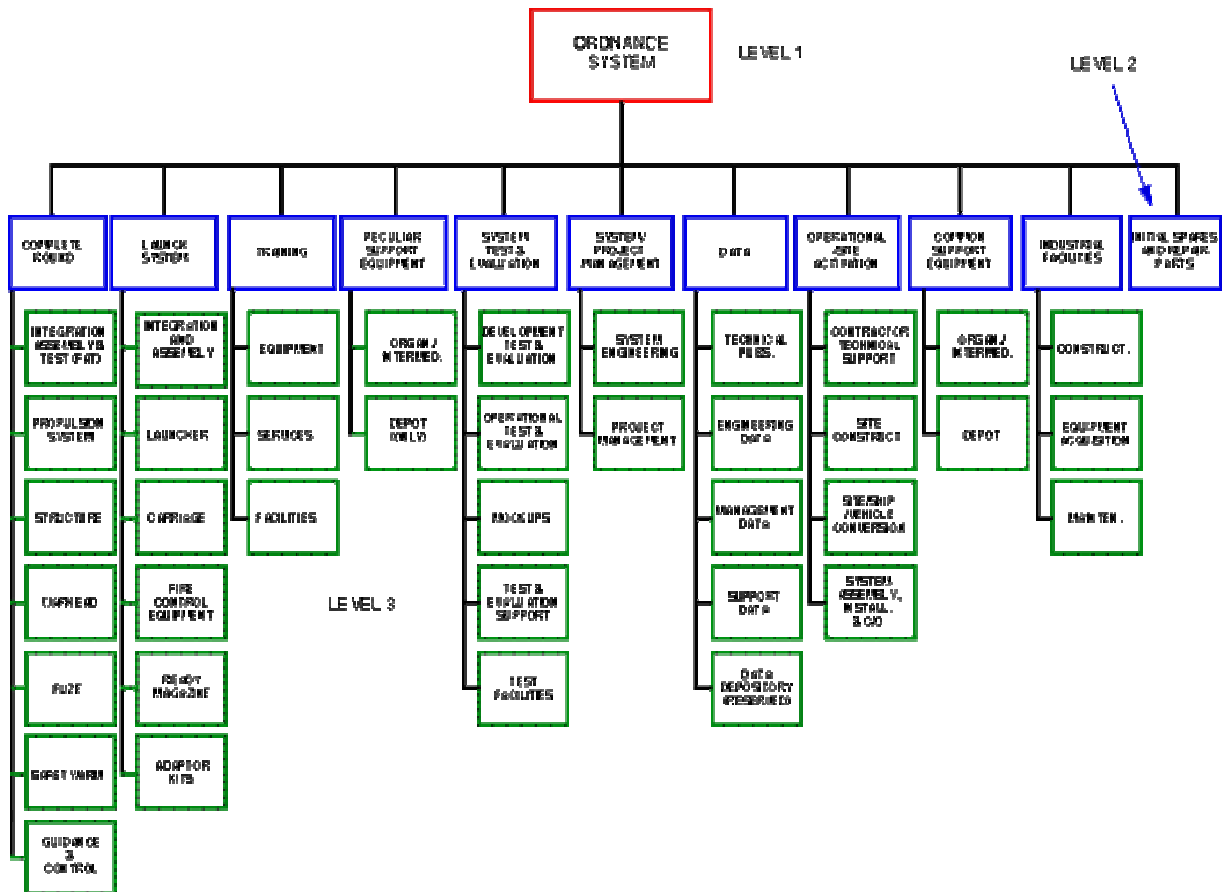 ORDNANCE
SYSTEM
LEVEL 1
LEVEL 2
COMPLETE
ROUND
LAUNCH
SYSTEM
TRAINING
PECULIAR
SUPPORT
EQUIPMENT
SYSTEM
TEST &
EVALUATION
SYSTEM/
PROJECT
MANAGEMENT
DATA
OPERATIONAL
/SITE
ACTIVATION
COMMON
SUPPORT
EQUIPMENT
INDUSTRIAL
FACILITIES
INITIAL SPARES
AND REPAIR
PARTS
INTEGRATION
ASSEMBLY &
TEST
PROPULSION
SYSTEM
STRUCTURE
WARHEAD
FUZE
SAFETY/ARM
GUIDANCE
&
CONTROL
INTEGRATION
AND
ASSEMBLY
LAUNCHER
CARRIAGE
FIRE
CONTROL
EQUIPMENT
READY
MAGAZINE
ADAPTOR
KITS
EQUIPMENT
SERVICES
FACILITIES
LEVEL 3
ORGAN./
INTERMED.
DEPOT
(ONLY)
DEVELOPMENT
TEST &
EVALUATION
OPERATIONAL
TEST &
EVALUATION
MOCKUPS
TEST &
EVALUATION
SUPPORT
TEST
FACILITIES
SYSTEM
ENGINEERING
PROJECT
MANAGEMENT
TECHNICAL
PUBS.
ENGINEERING
DATA
MANAGEMENT
DATA
SUPPORT
DATA
DATA
DEPOSITORY
(RESERVED)
CONTRACTOR
TECHNICAL
SUPPORT
SITE
CONSTRUCT
SITE/SHIP
/VEHICLE
CONVERSION
SYSTEM
ASSEMBLY,
INSTALL.
& C/O
ORGAN./
INTERMED.
DEPOT
CONSTRUCT.
EQUIPMENT
ACQUISITION
MAINTEN.